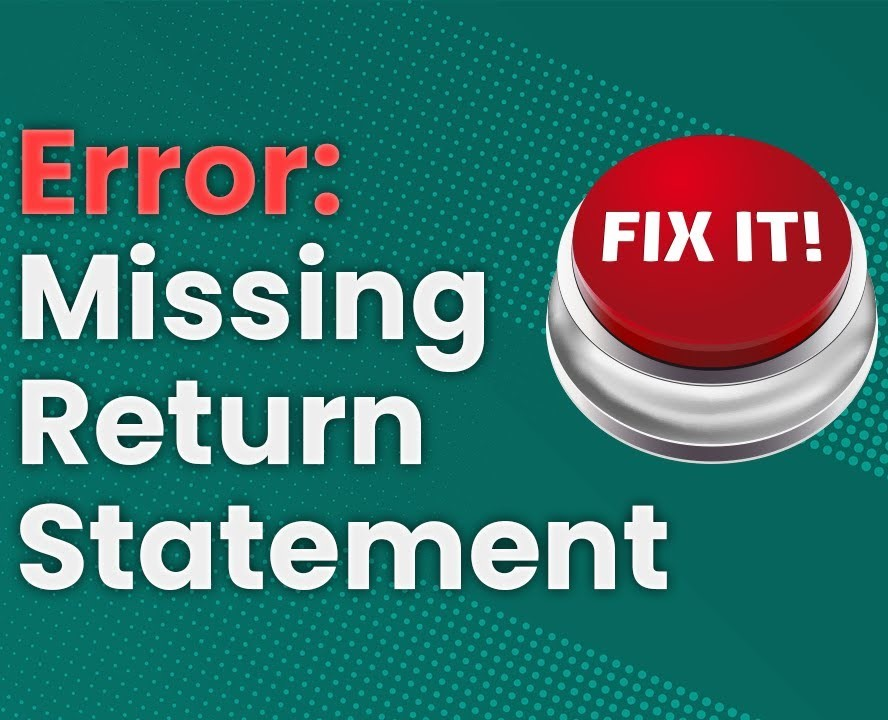 Error:
Missing
Return
Statement
FIX IT!